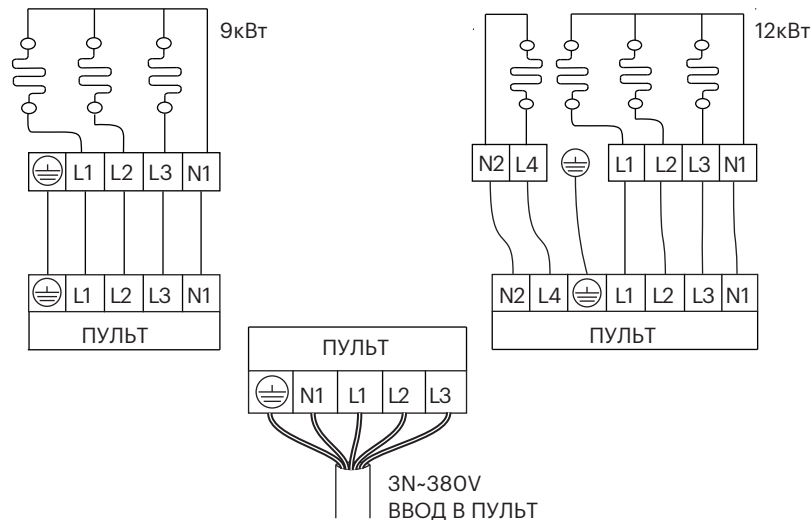 9кВт
L1 L2 L3 N1
L1 L2 L3 N1
ПУЛЬТ
12кВт
N2 L4 L1 L2 L3 N1
N2 L4 L1 L2 L3 N1
ПУЛЬТ
ПУЛЬТ
N1 L1 L2 L3
3N~380V
ВВОД В ПУЛЬТ